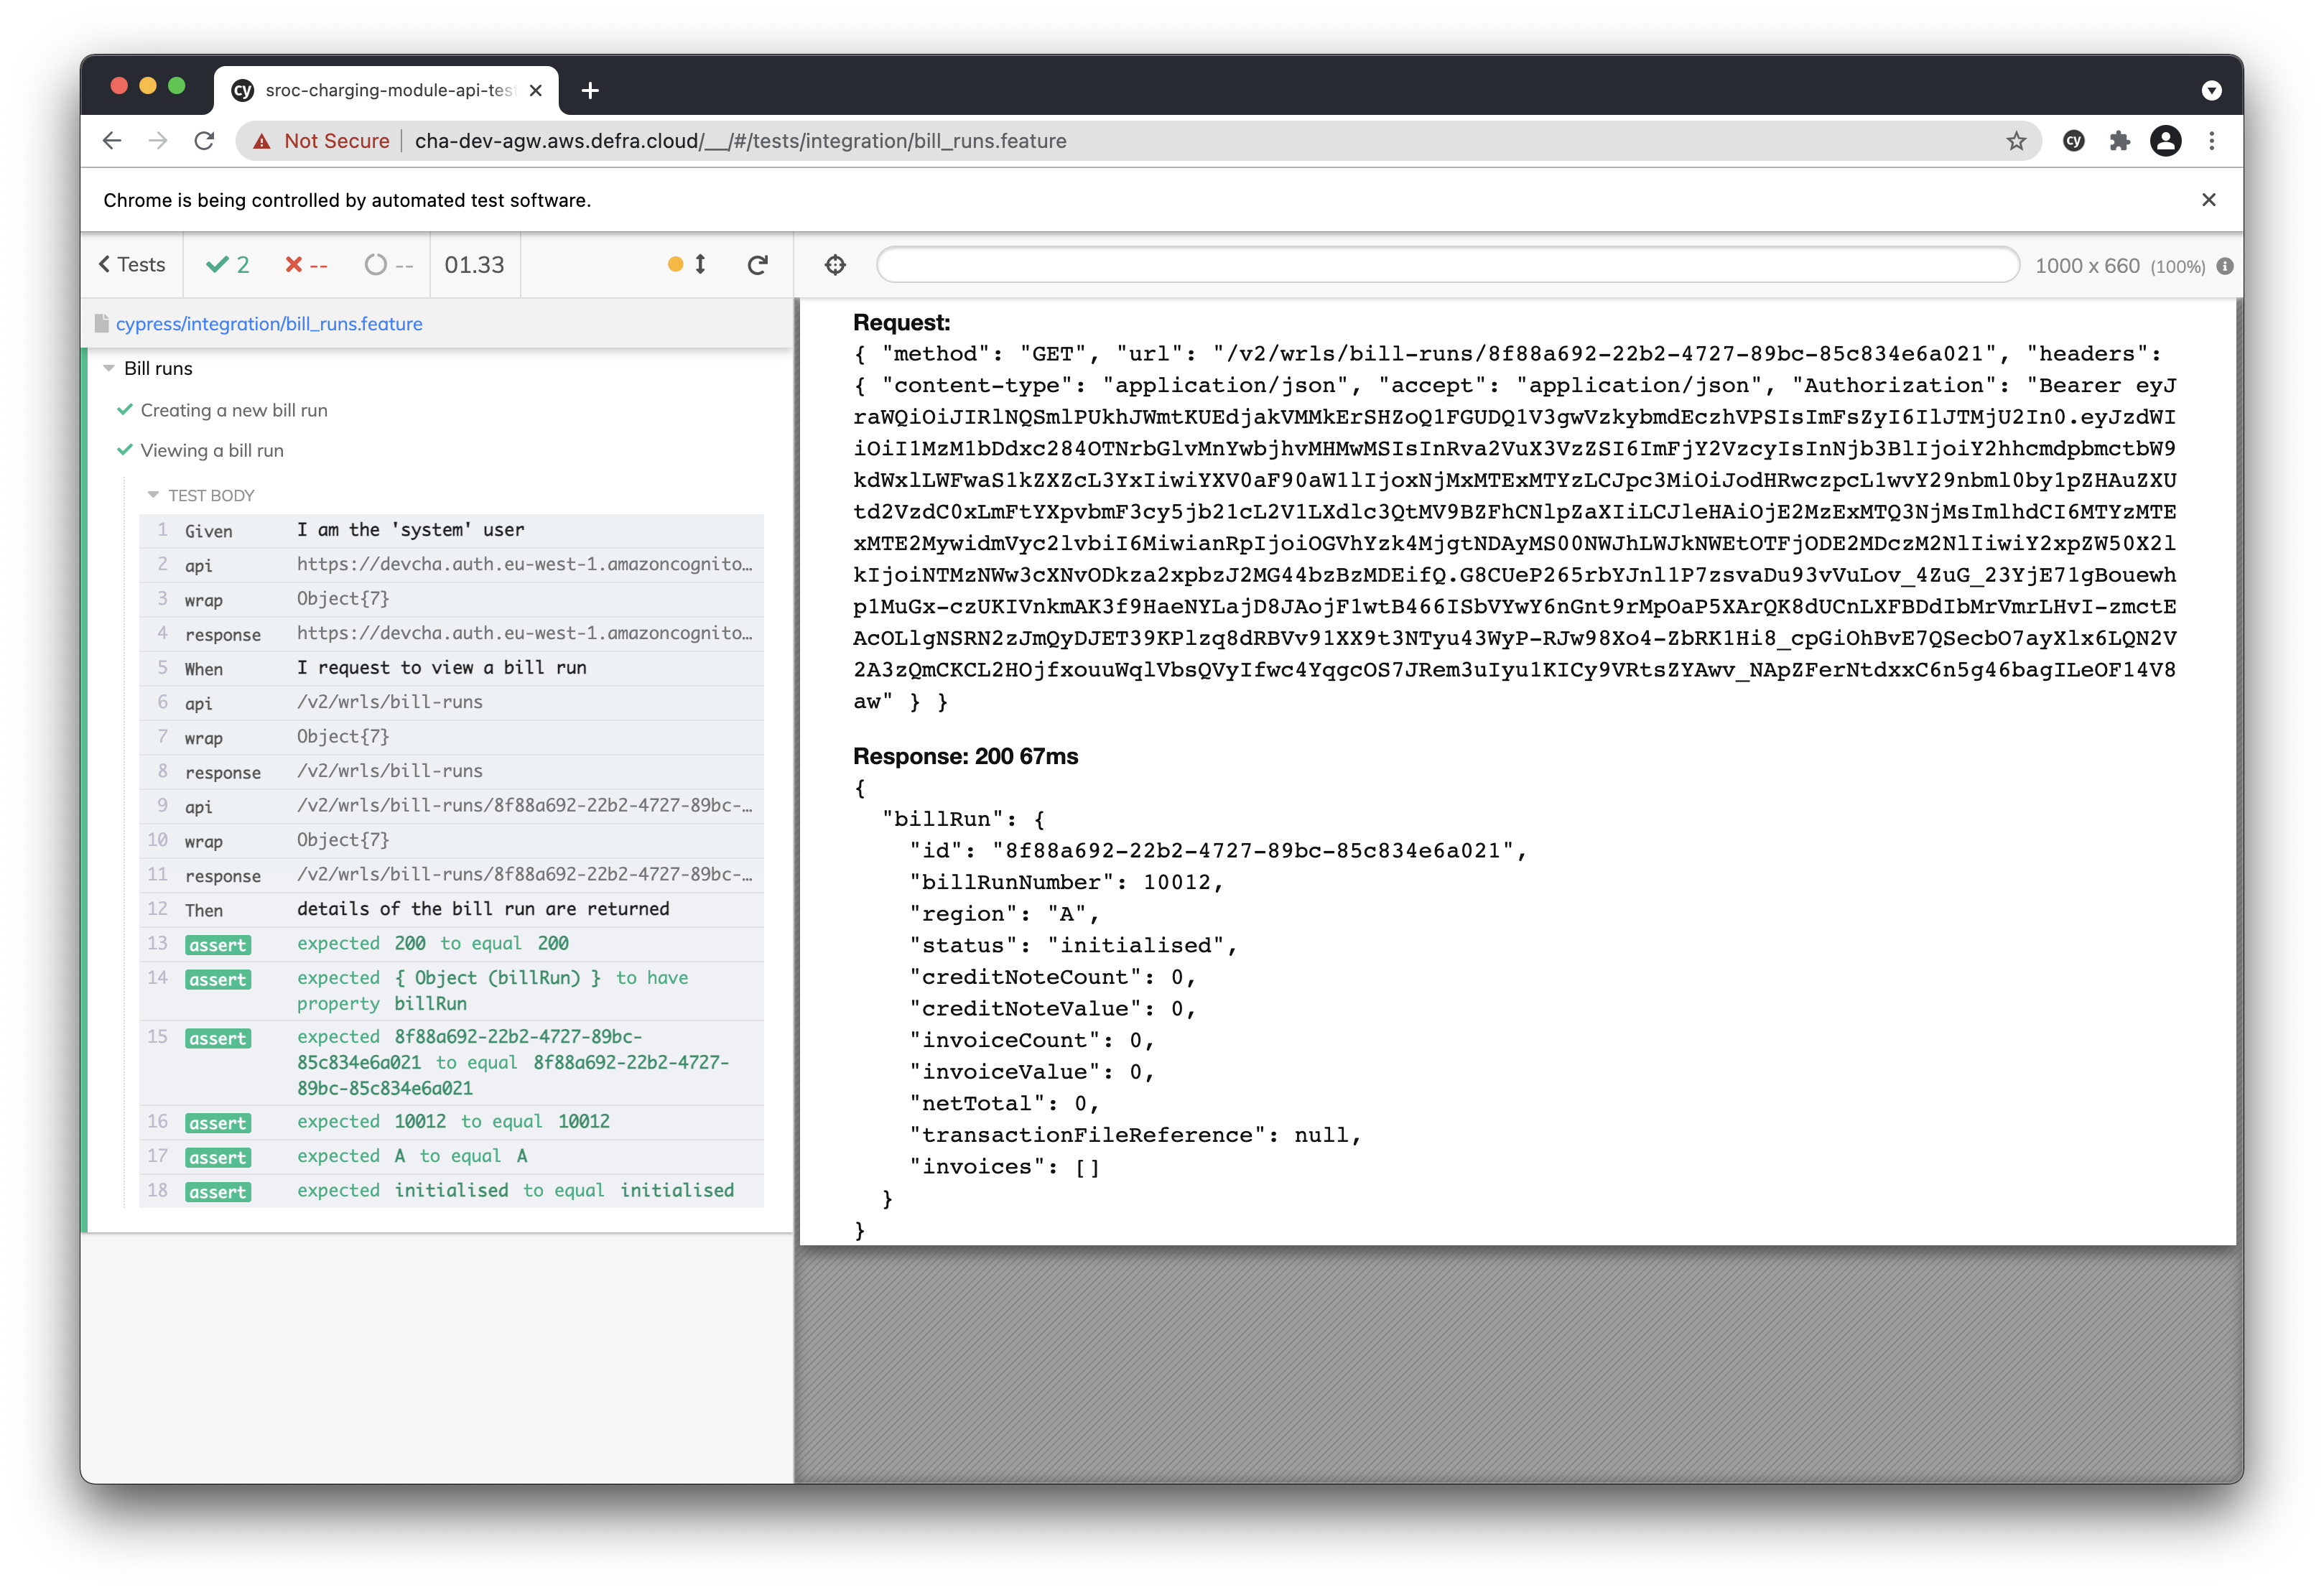 sroc-charging-module-api-test
Not Secure
cha-dev-agw.aws.defra.cloud/__/#/tests/integration/bill_runs.feature
Chrome is being controlled by automated test software.
Tests
2
--
--
01.33
1000 x 660 (100%)
cypress/integration/bill_runs.feature
Bill runs
Creating a new bill run
Viewing a bill run
TEST BODY
1 Given I am the 'system' user
2 api https://devcha.auth.eu-west-1.amazoncognito…
3 wrap Object{7}
4 response https://devcha.auth.eu-west-1.amazoncognito…
5 When I request to view a bill run
6 api /v2/wrls/bill-runs
7 wrap Object{7}
8 response /v2/wrls/bill-runs
9 api /v2/wrls/bill-runs/8f88a692-22b2-4727-89bc-…
10 wrap Object{7}
11 response /v2/wrls/bill-runs/8f88a692-22b2-4727-89bc-…
12 Then details of the bill run are returned
13 assert expected 200 to equal 200
14 assert expected { Object (billRun) } to have
property billRun
15 assert expected 8f88a692-22b2-4727-89bc-
85c834e6a021 to equal 8f88a692-22b2-4727-
89bc-85c834e6a021
16 assert expected 10012 to equal 10012
17 assert expected A to equal A
18 assert expected initialised to equal initialised
Request:
{ "method": "GET", "url": "/v2/wrls/bill-runs/8f88a692-22b2-4727-89bc-85c834e6a021", "headers":
{ "content-type": "application/json", "accept": "application/json", "Authorization": "Bearer
Response: 200 67ms
{
"billRun": {
"id": "8f88a692-22b2-4727-89bc-85c834e6a021",
"billRunNumber": 10012,
"region": "A",
"status": "initialised",
"creditNoteCount": 0,
"creditNoteValue": 0,
"invoiceCount": 0,
"invoiceValue": 0,
"netTotal": 0,
"transactionFileReference": null,
"invoices": []
}
}